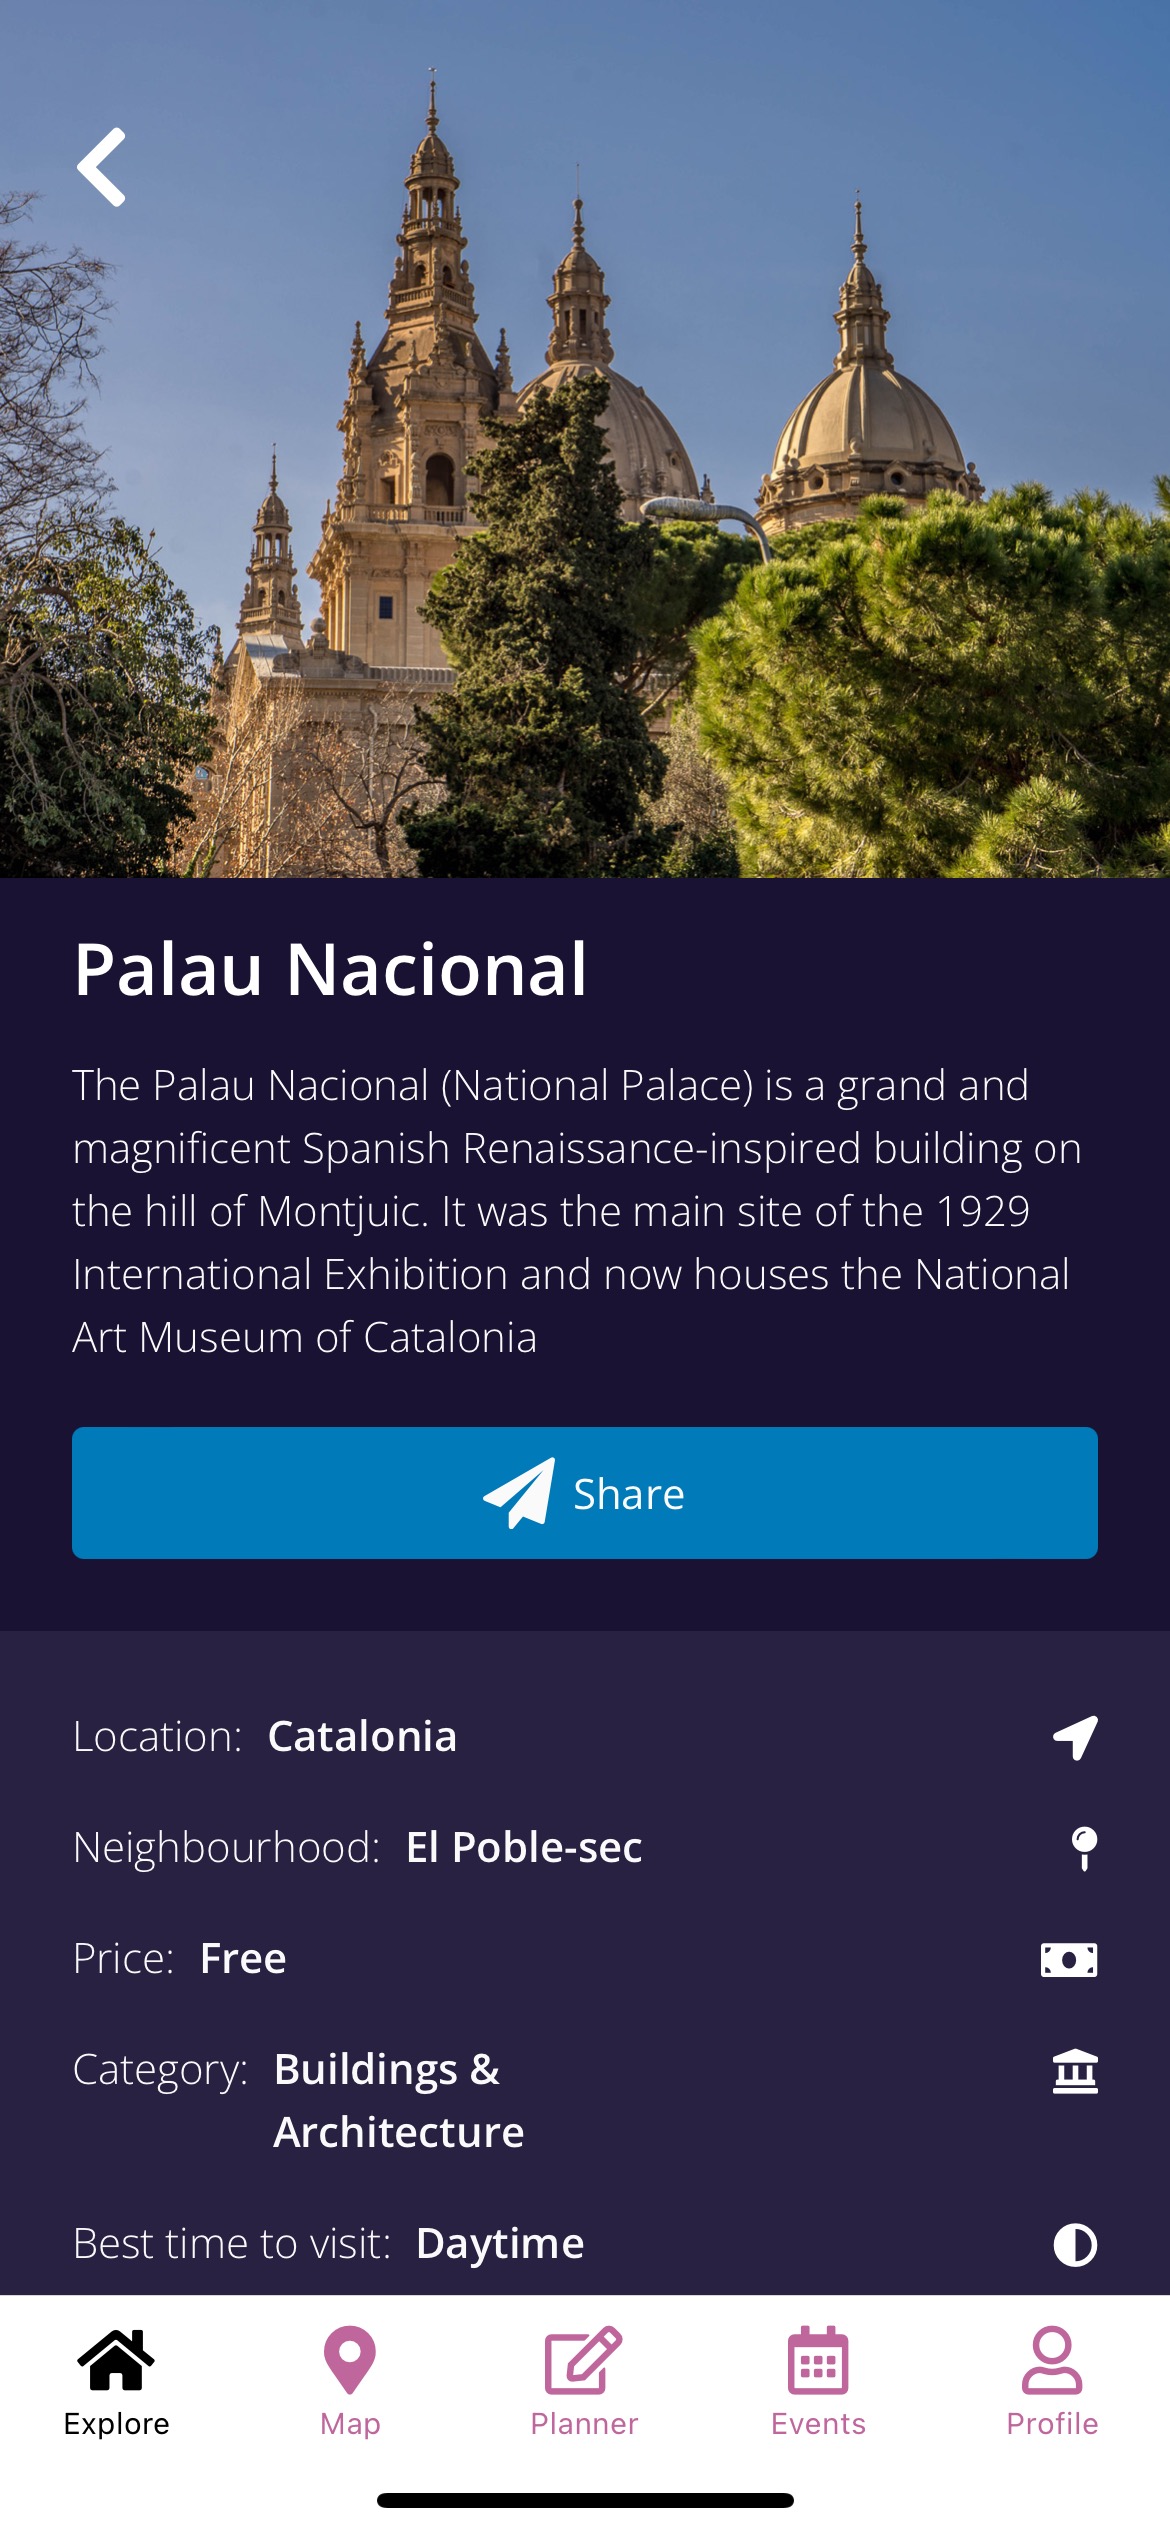 Palau Nacional
The Palau Nacional (National Palace) is a grand and
magnificent Spanish Renaissance-inspired building on
the hill of Montjuic. It was the main site of the 1929
International Exhibition and now houses the National
Art Museum of Catalonia
Share
Location: Catalonia
Neighbourhood: El Poble-sec
Price: Free
Category: Buildings &
Architecture
Best time to visit: Daytime
Explore Map Planner Events Profile